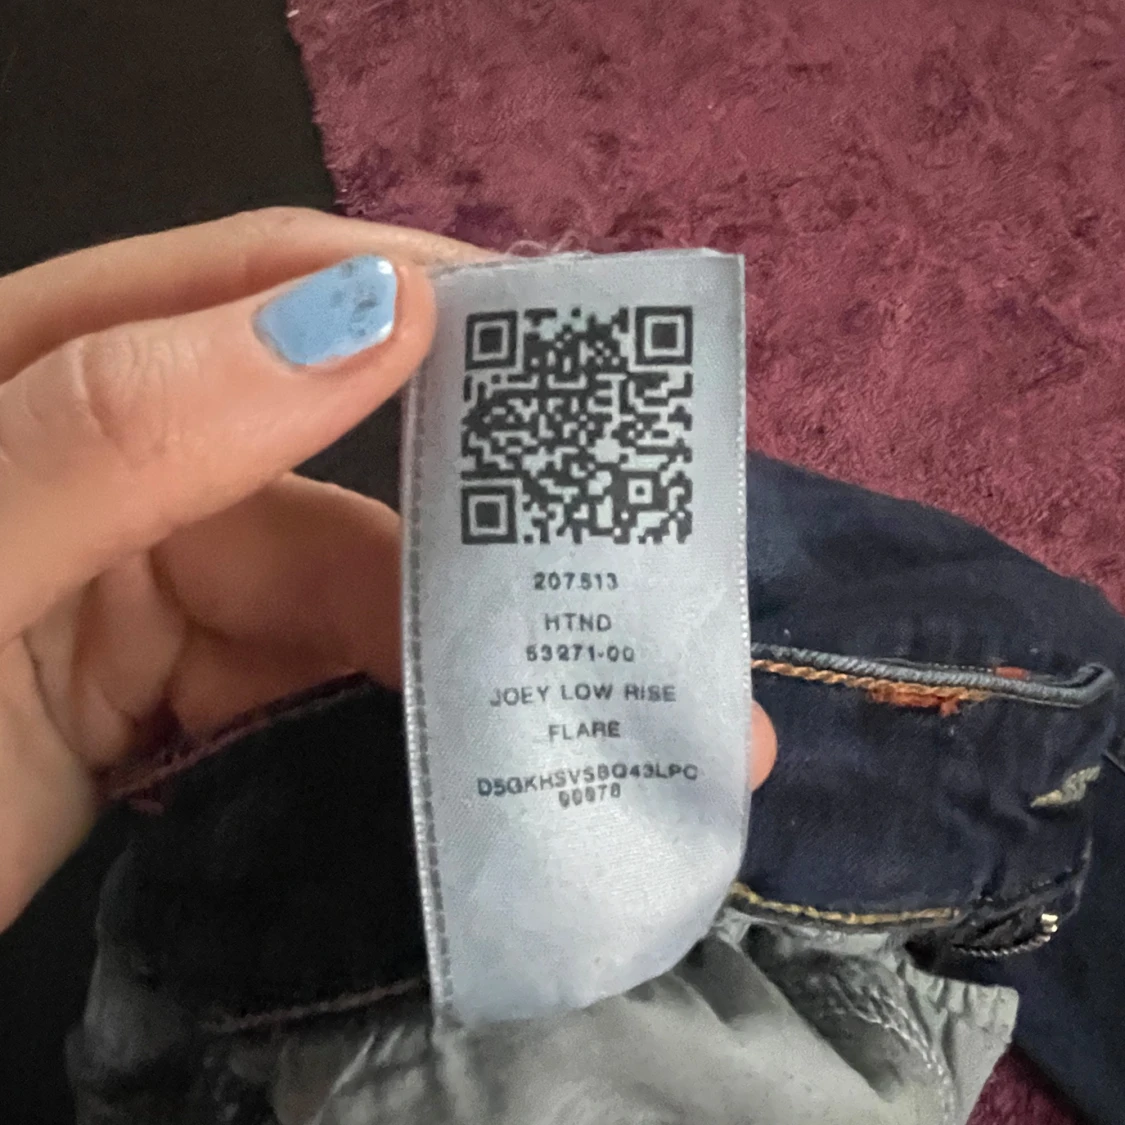 207513
HTND
53271-00
JOEY LOW RISE
FLARE
D5GKHSVSBQ43LPC
00078